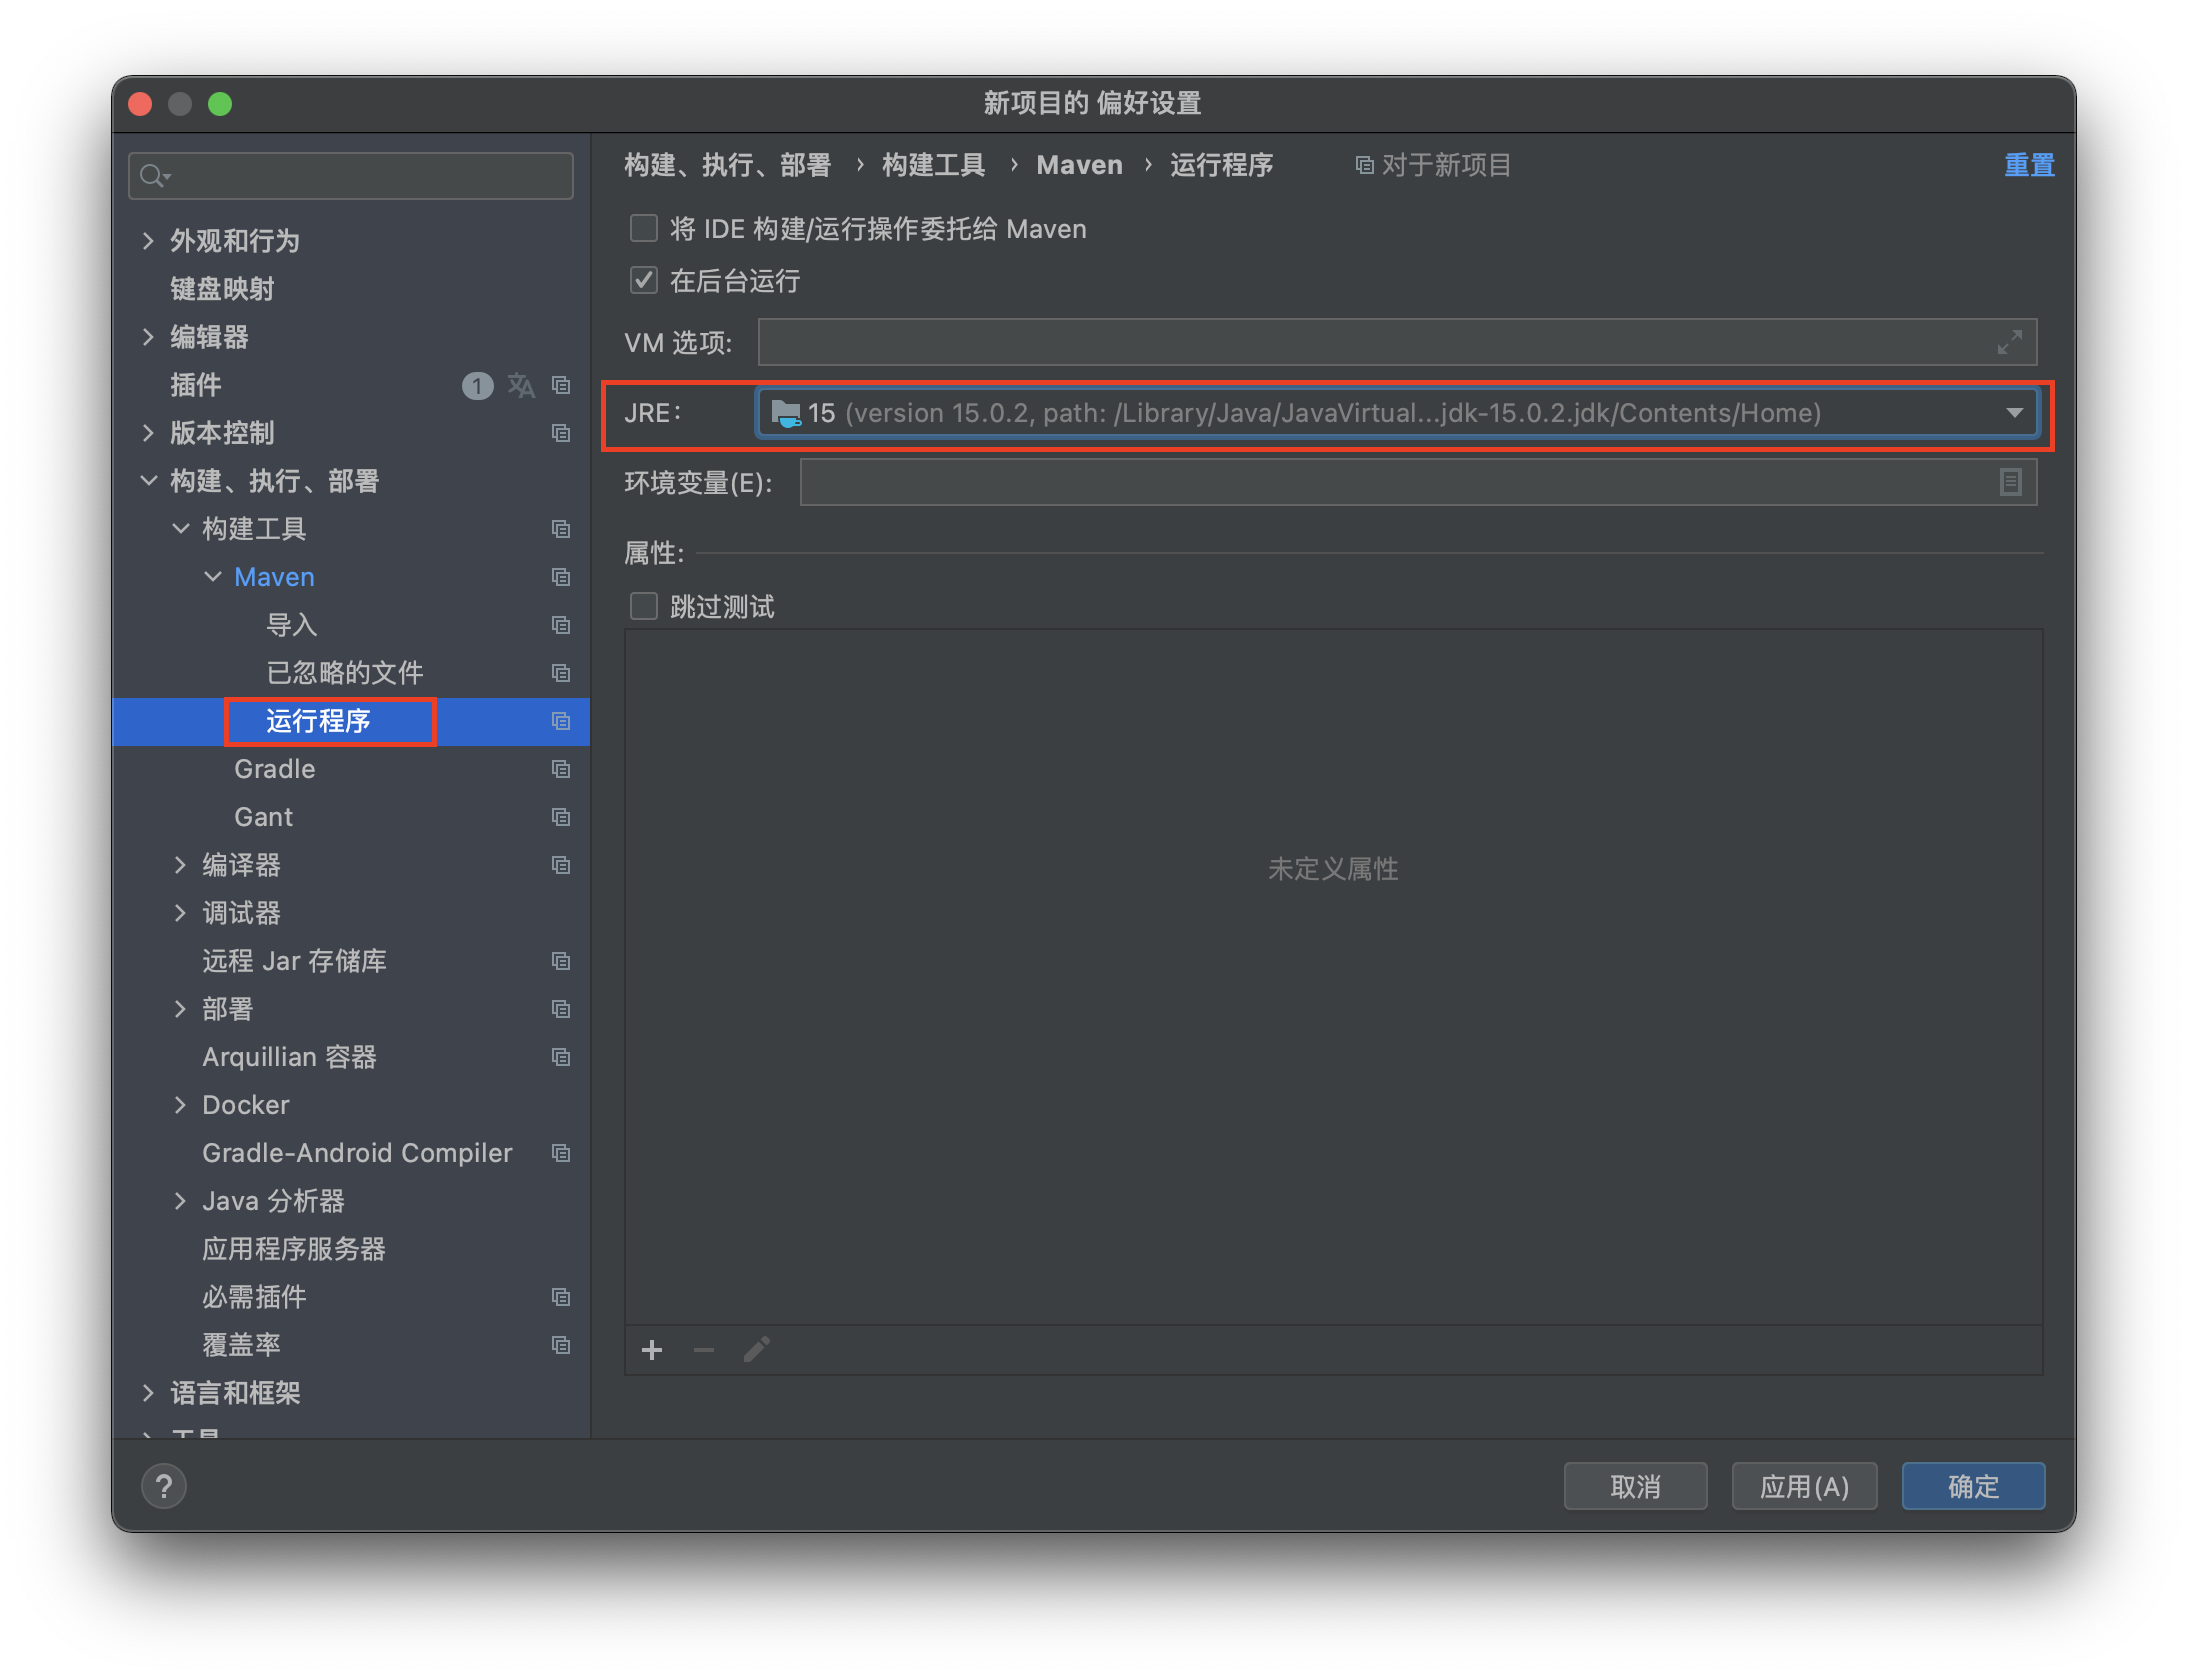 新项目的 偏好设置
外观和行为
键盘映射
编辑器
插件 1
版本控制
构建、执行、部署
构建工具
Maven
导入
已忽略的文件
运行程序
Gradle
Gant
编译器
调试器
远程 Jar 存储库
部署
Arquillian 容器
Docker
Gradle-Android Compiler
Java 分析器
应用程序服务器
必需插件
覆盖率
语言和框架
工具
构建、执行、部署 › 构建工具 › Maven › 运行程序 对于新项目 重置
将 IDE 构建/运行操作委托给 Maven
在后台运行
VM 选项:
JRE: 15 (version 15.0.2, path: /Library/Java/JavaVirtual...jdk-15.0.2.jdk/Contents/Home)
环境变量(E):
属性:
跳过测试
未定义属性
? 取消 应用(A) 确定